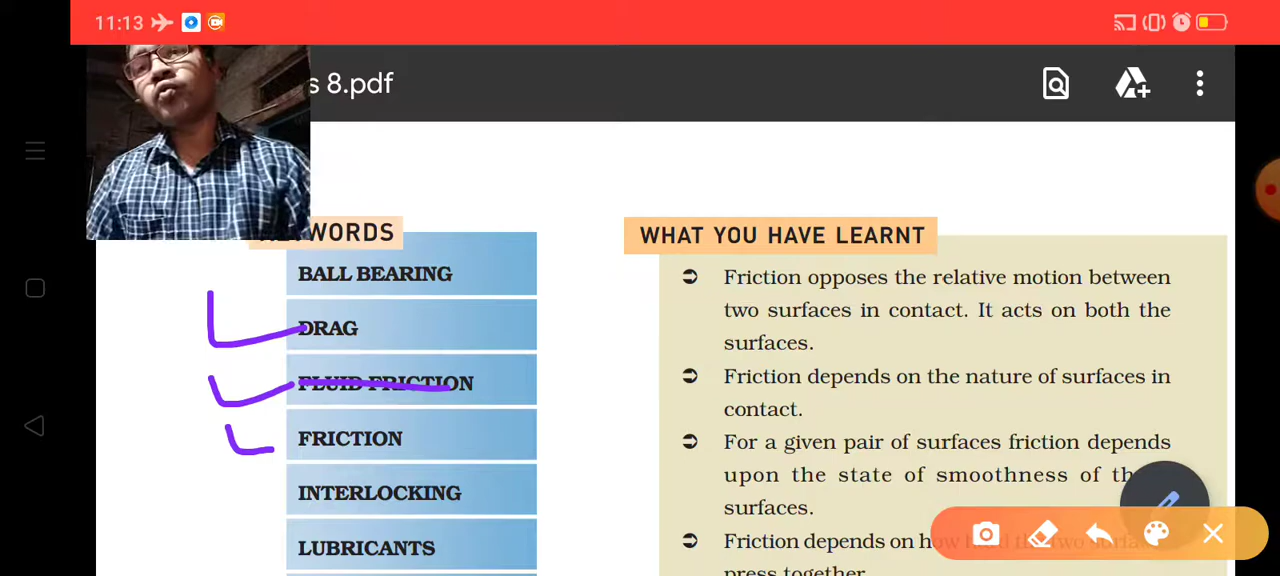 11:13
s 8.pdf
WORDS
BALL BEARING
DRAG
FLUID FRICTION
FRICTION
INTERLOCKING
LUBRICANTS
WHAT YOU HAVE LEARNT
Friction opposes the relative motion between
two surfaces in contact. It acts on both the
surfaces.
Friction depends on the nature of surfaces in
contact.
For a given pair of surfaces friction depends
upon the state of smoothness of
surfaces.
Friction depends on
press together.